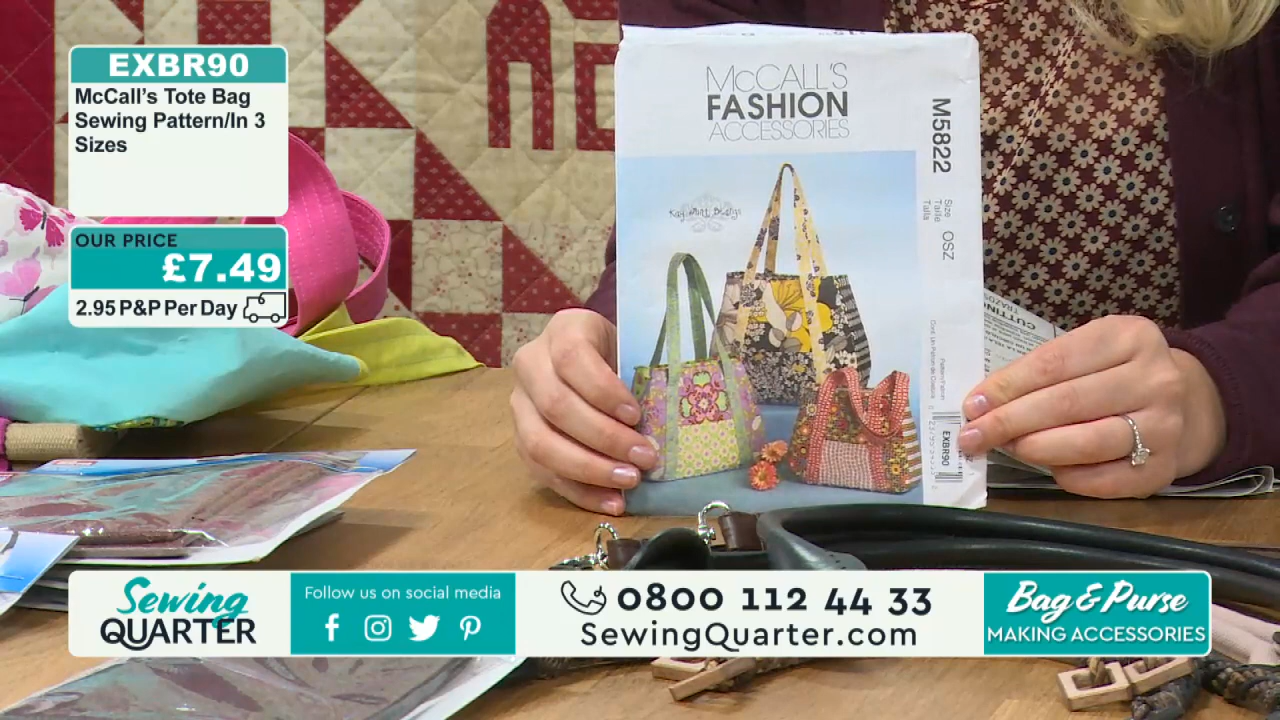 EXBR90
McCall's Tote Bag
Sewing Pattern/In 3
Sizes
OUR PRICE
£7.49
2.95 P&P Per Day
McCALL'S
FASHION
ACCESSORIES
M5822
Size OSZ
Taille
Talla
EXBR90
CUTTING
Sewing
QUARTER
Follow us on social media
0800 112 44 33
SewingQuarter.com
Bag & Purse
MAKING ACCESSORIES